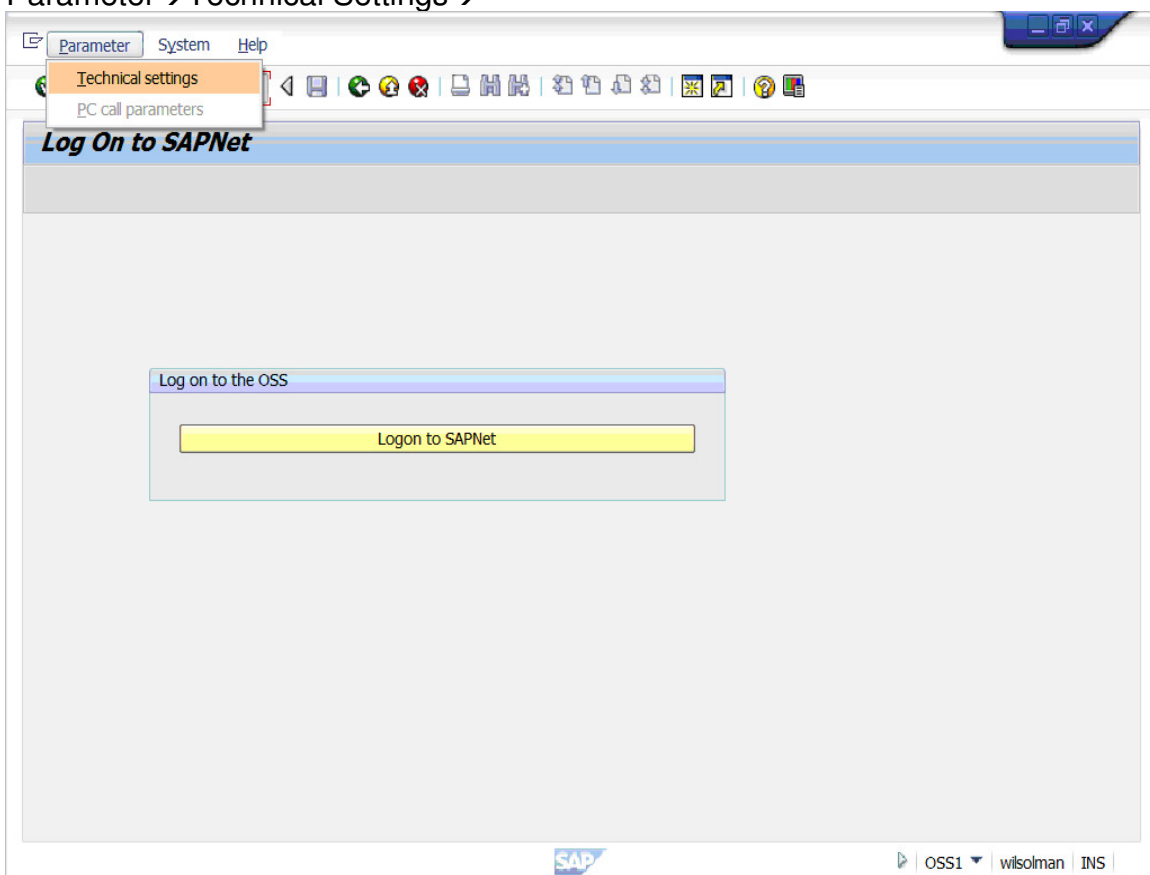 Parameter→Technical Settings→
Parameter System Help
Technical settings
PC call parameters
Log On to SAPNet
Log on to the OSS
Logon to SAPNet
SAP
OSS1 wilsolman INS